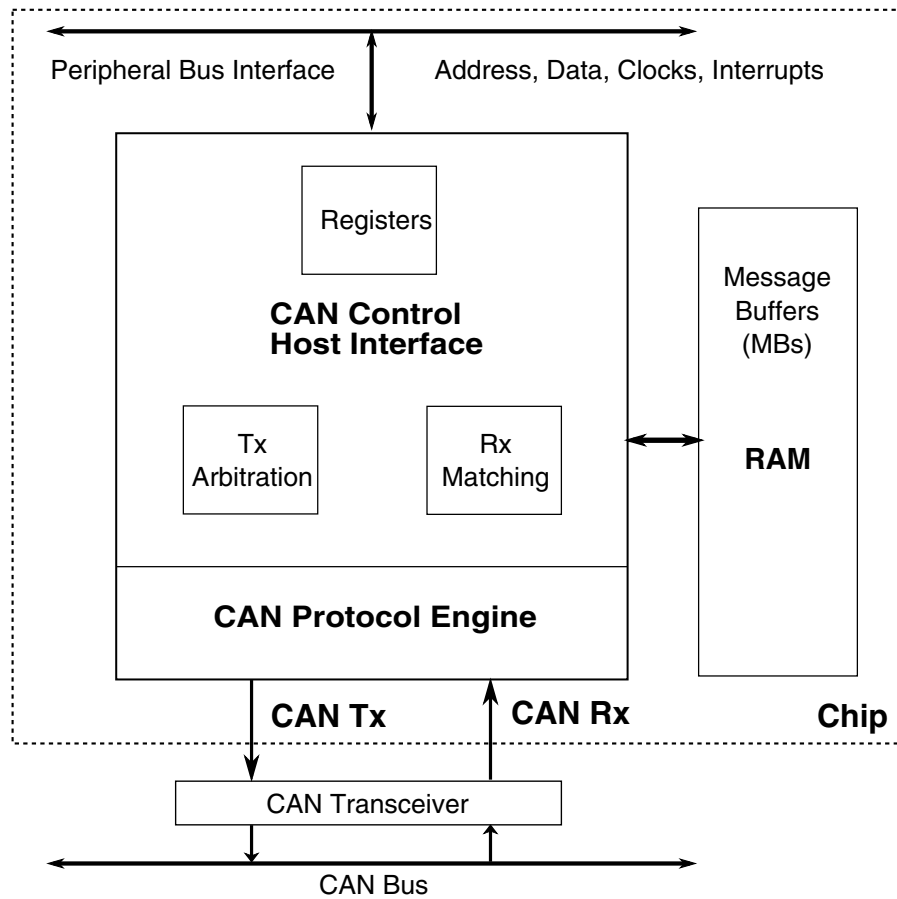 Peripheral Bus Interface
Address, Data, Clocks, Interrupts
Registers
CAN Control
Host Interface
Tx
Arbitration
Rx
Matching
Message
Buffers
(MBs)
RAM
CAN Protocol Engine
CAN Tx
CAN Rx
Chip
CAN Transceiver
CAN Bus